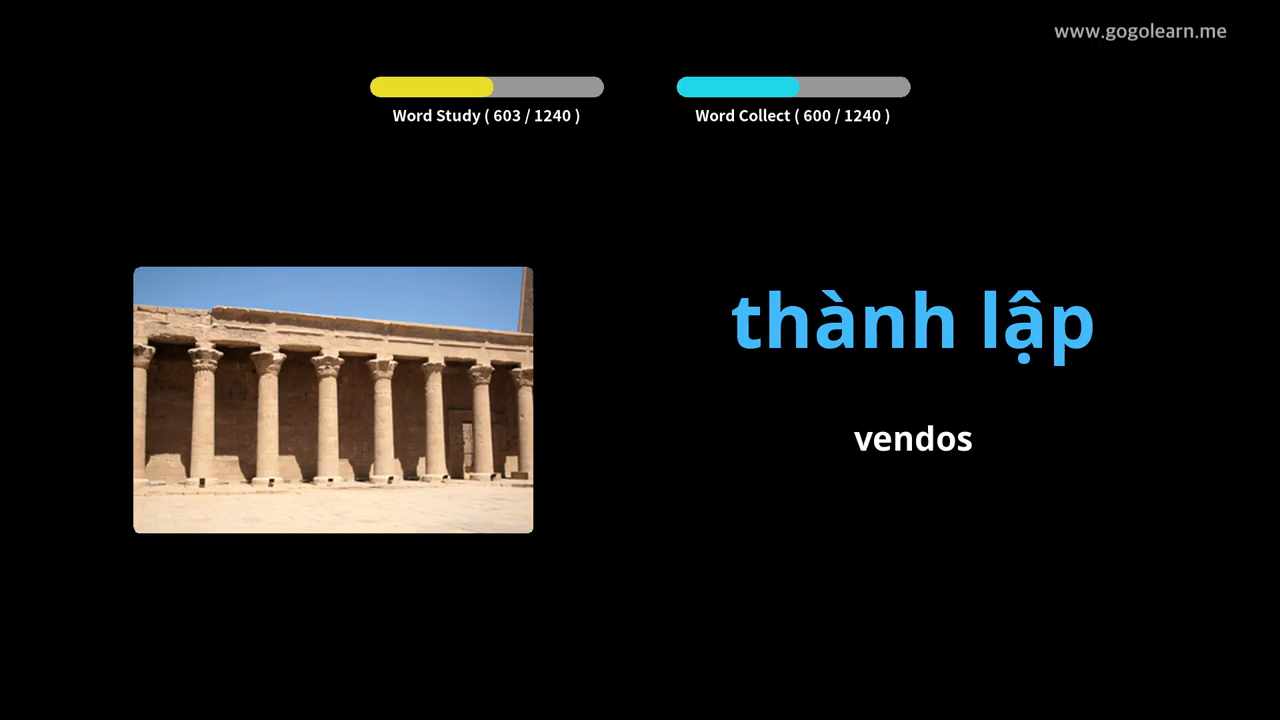 www.gogolearn.me
Word Study ( 603 / 1240 )
Word Collect ( 600 / 1240 )
thành lập
vendos